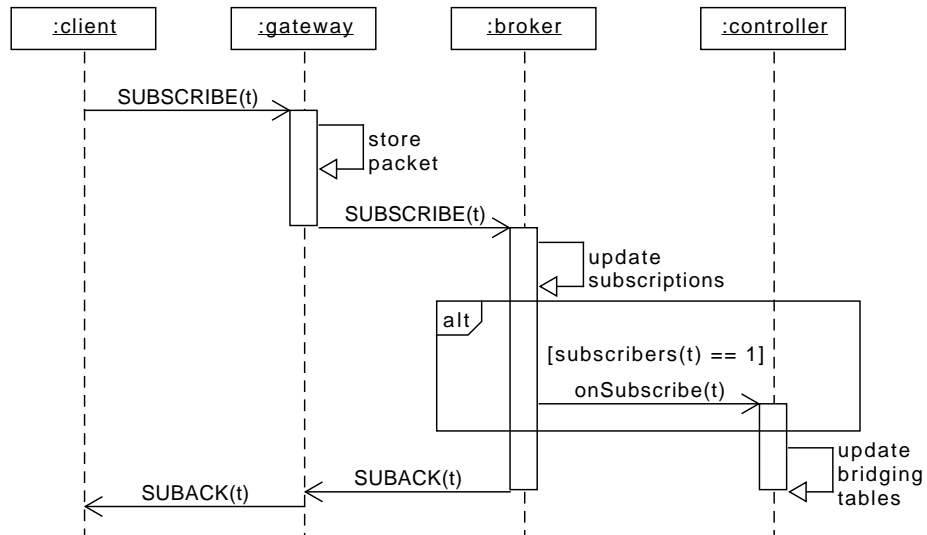 :client
:gateway
:broker
:controller
SUBSCRIBE(t)
store
packet
SUBSCRIBE(t)
update
subscriptions
alt
[subscribers(t) == 1]
onSubscribe(t)
update
bridging
tables
SUBACK(t)
SUBACK(t)